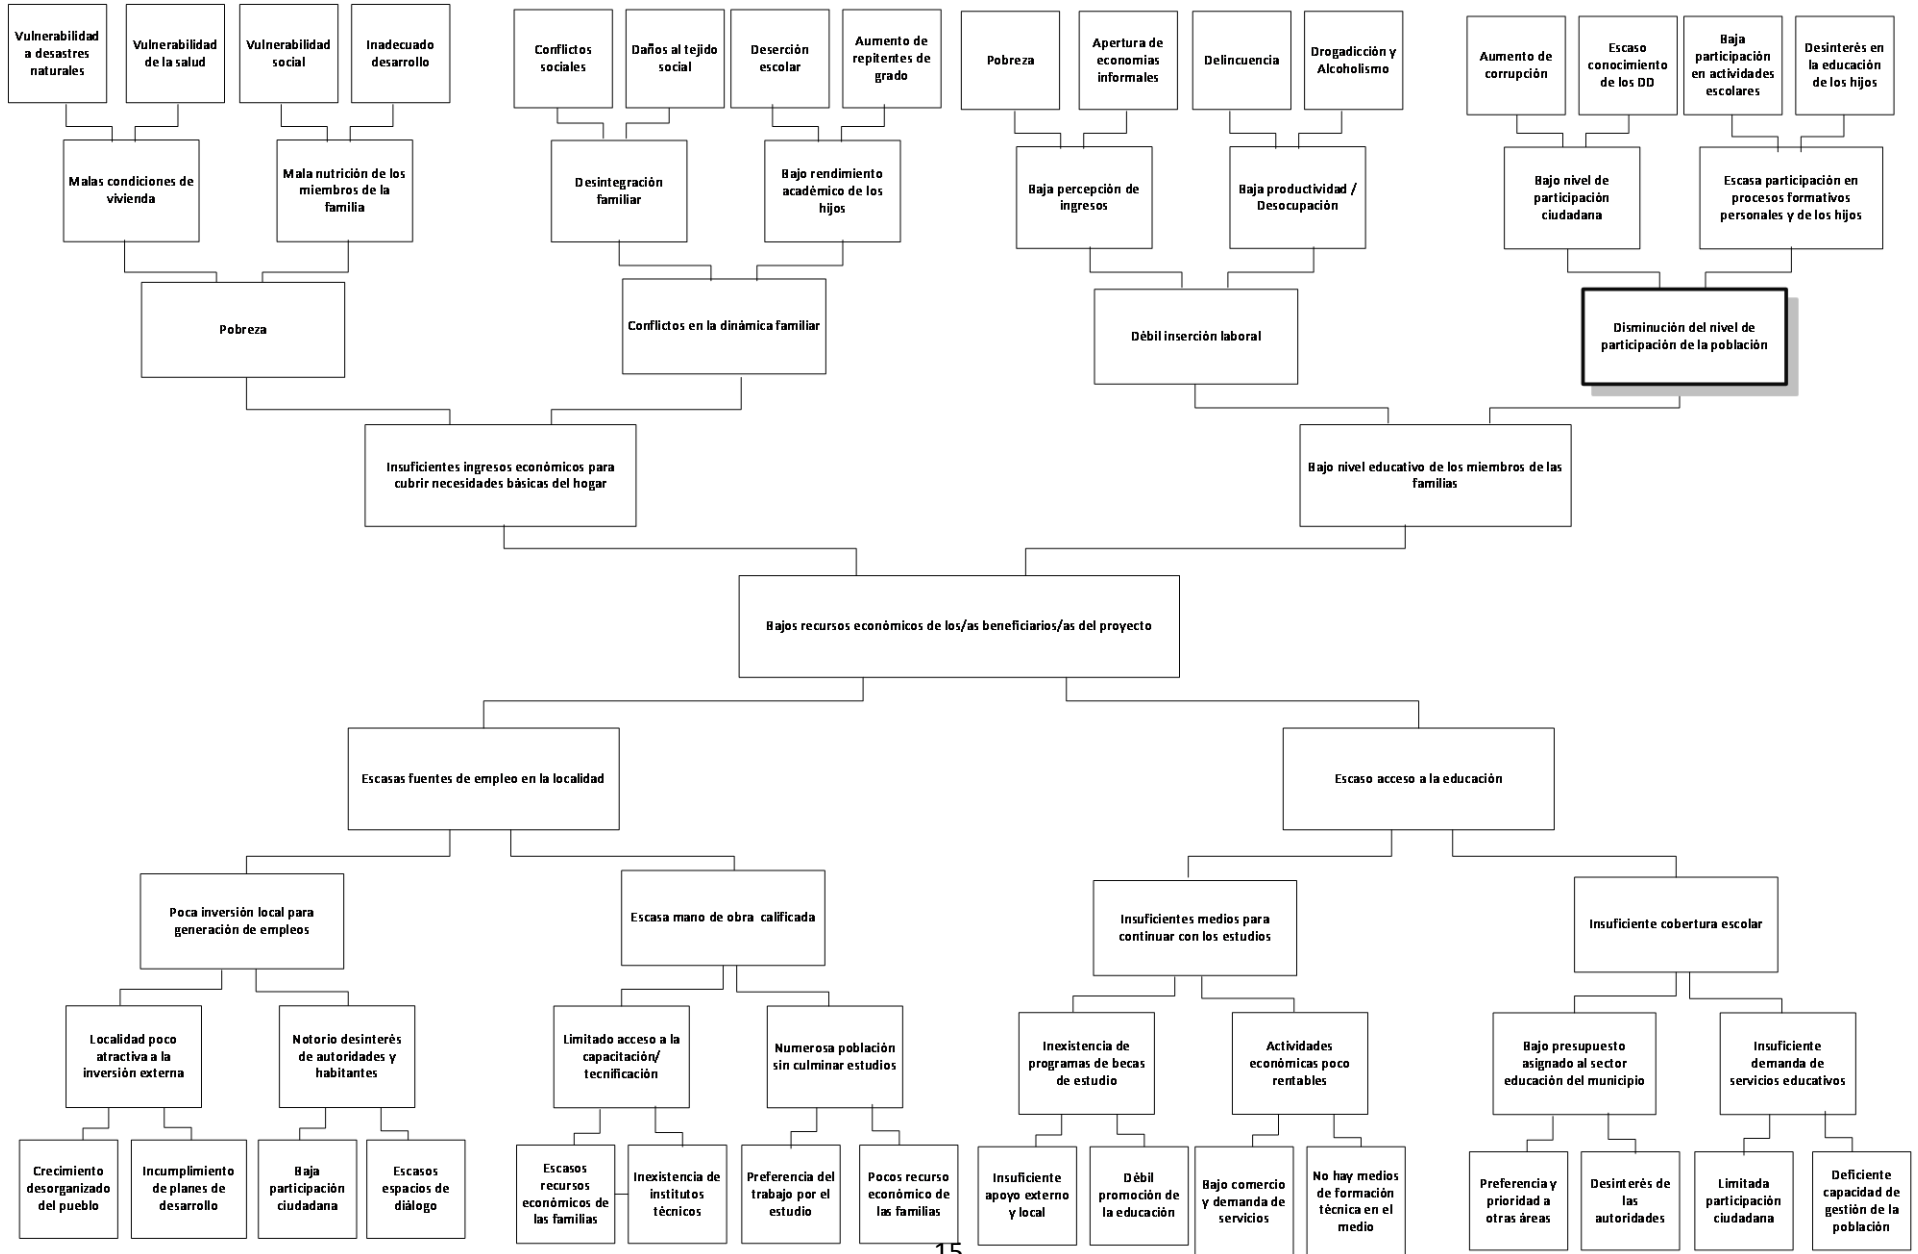 Vulnerabilidad
a desastres
naturales
Vulnerabilidad
de la salud
Vulnerabilidad
social
Inadecuado
desarrollo
Conflictos
sociales
Daños al tejido
social
Deserción
escolar
Aumento de
repitentes de
grado
Pobreza
Apertura de
economias
informales
Delincuencia
Drogadicción y
Alcoholismo
Aumento de
corrupción
Escaso
conocimiento
de los DD
Baja
participación
en actividades
escolares
Desinterés en
la educación
de los hijos
Malas condiciones de
vivienda
Mala nutrición de los
miembros de la
familia
Desintegración
familiar
Bajo rendimiento
académico de los
hijos
Baja percepción de
ingresos
Baja productividad /
Desocupación
Bajo nivel de
participación
ciudadana
Escasa participación en
procesos formativos
personales y de los hijos
Pobreza
Conflictos en la dinámica familiar
Débil inserción laboral
Disminución del nivel de
participación de la población
Insuficientes ingresos económicos para
cubrir necesidades básicas del hogar
Bajo nivel educativo de los miembros de las
familias
Bajos recursos económicos de los/as beneficiarios/as del proyecto
Escasas fuentes de empleo en la localidad
Escaso acceso a la educación
Poca inversión local para
generación de empleos
Escasa mano de obra calificada
Insuficientes medios para
continuar con los estudios
Insuficiente cobertura escolar
Localidad poco
atractiva a la
inversión externa
Notorio desinterés
de autoridades y
habitantes
Limitado acceso a la
capacitación/
tecnificación
Numerosa población
sin culminar estudios
Inexistencia de
programas de becas
de estudio
Actividades
económicas poco
rentables
Bajo presupuesto
asignado al sector
educación del municipio
Insuficiente
demanda de
servicios educativos
Crecimiento
desorganizado
del pueblo
Incumplimiento
de planes de
desarrollo
Baja
participación
ciudadana
Escasos
espacios de
diálogo
Escasos
recursos
económicos de
las familias
Inexistencia de
institutos
técnicos
Preferencia del
trabajo por el
estudio
Pocos recurso
económico de
las familias
Insuficiente
apoyo externo
y local
Débil
promoción de
la educación
Bajo comercio
y demanda de
servicios
No hay medios
de formación
técnica en el
medio
Preferencia y
prioridad a
otras áreas
Desinterés de
las
autoridades
Limitada
participación
ciudadana
Deficiente
capacidad de
gestión de la
población
15